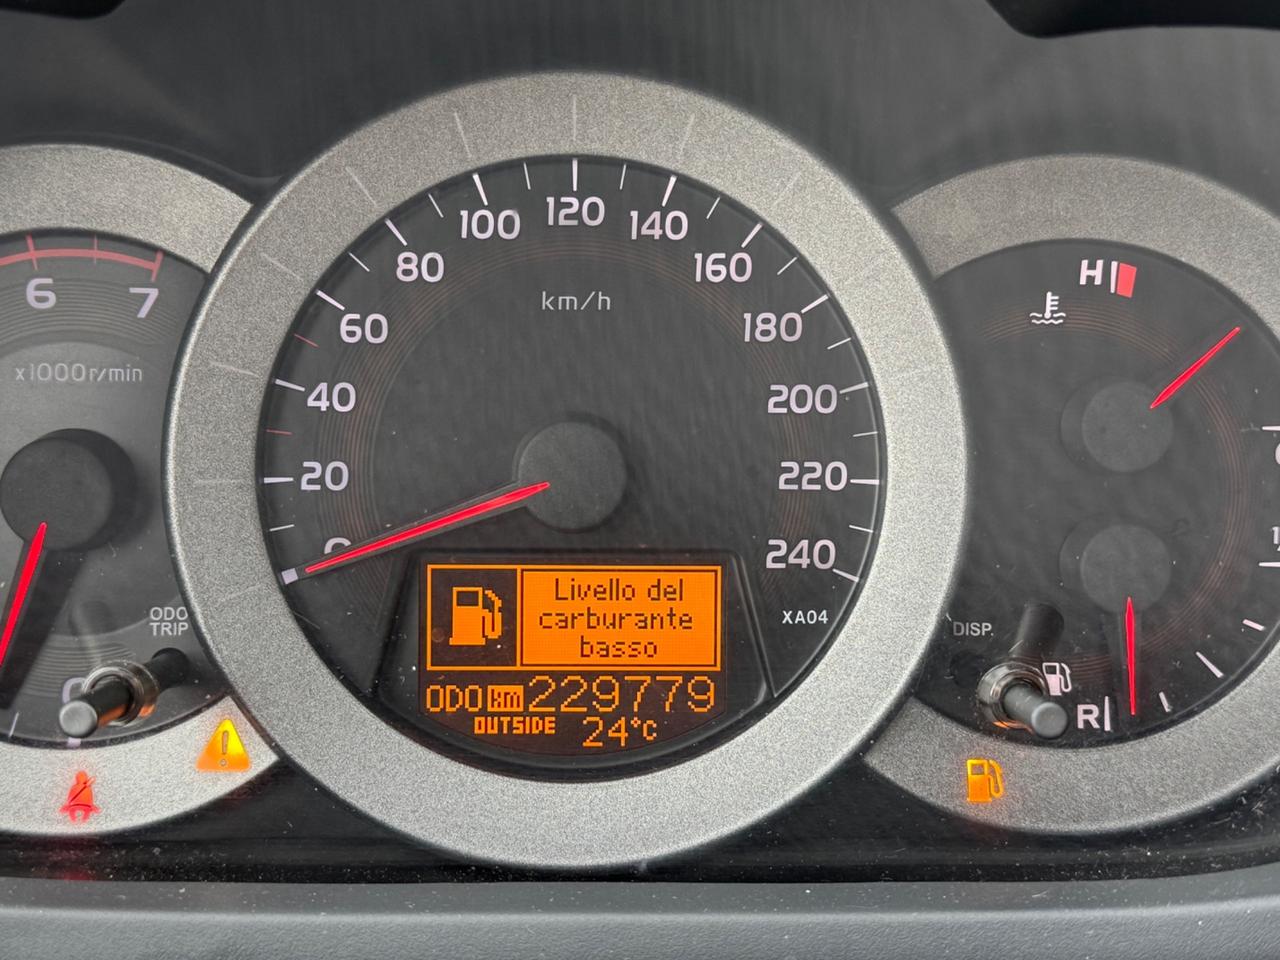 6
7
x1000r/min
ODO
TRIP
0
20
40
60
80
100
120
140
160
180
200
220
240
km/h
XA04
Livello del
carburante
basso
ODO km 229779
OUTSIDE 24°C
H
DISP.
R